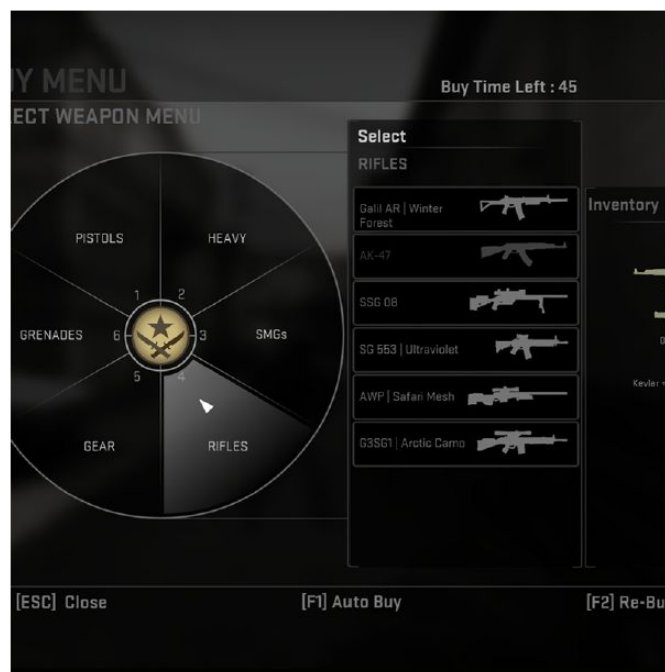 Y MENU
Buy Time Left : 45
ECT WEAPON MENU
Select
RIFLES
Galil AR | Winter
Forest
AK-47
SSG 08
SG 553 | Ultraviolet
AWP | Safari Mesh
G3SG1 | Arctic Camo
Inventory
Kevlar
PISTOLS
HEAVY
GRENADES
SMGs
GEAR
RIFLES
1
2
3
4
5
6
[ESC] Close
[F1] Auto Buy
[F2] Re-Bu